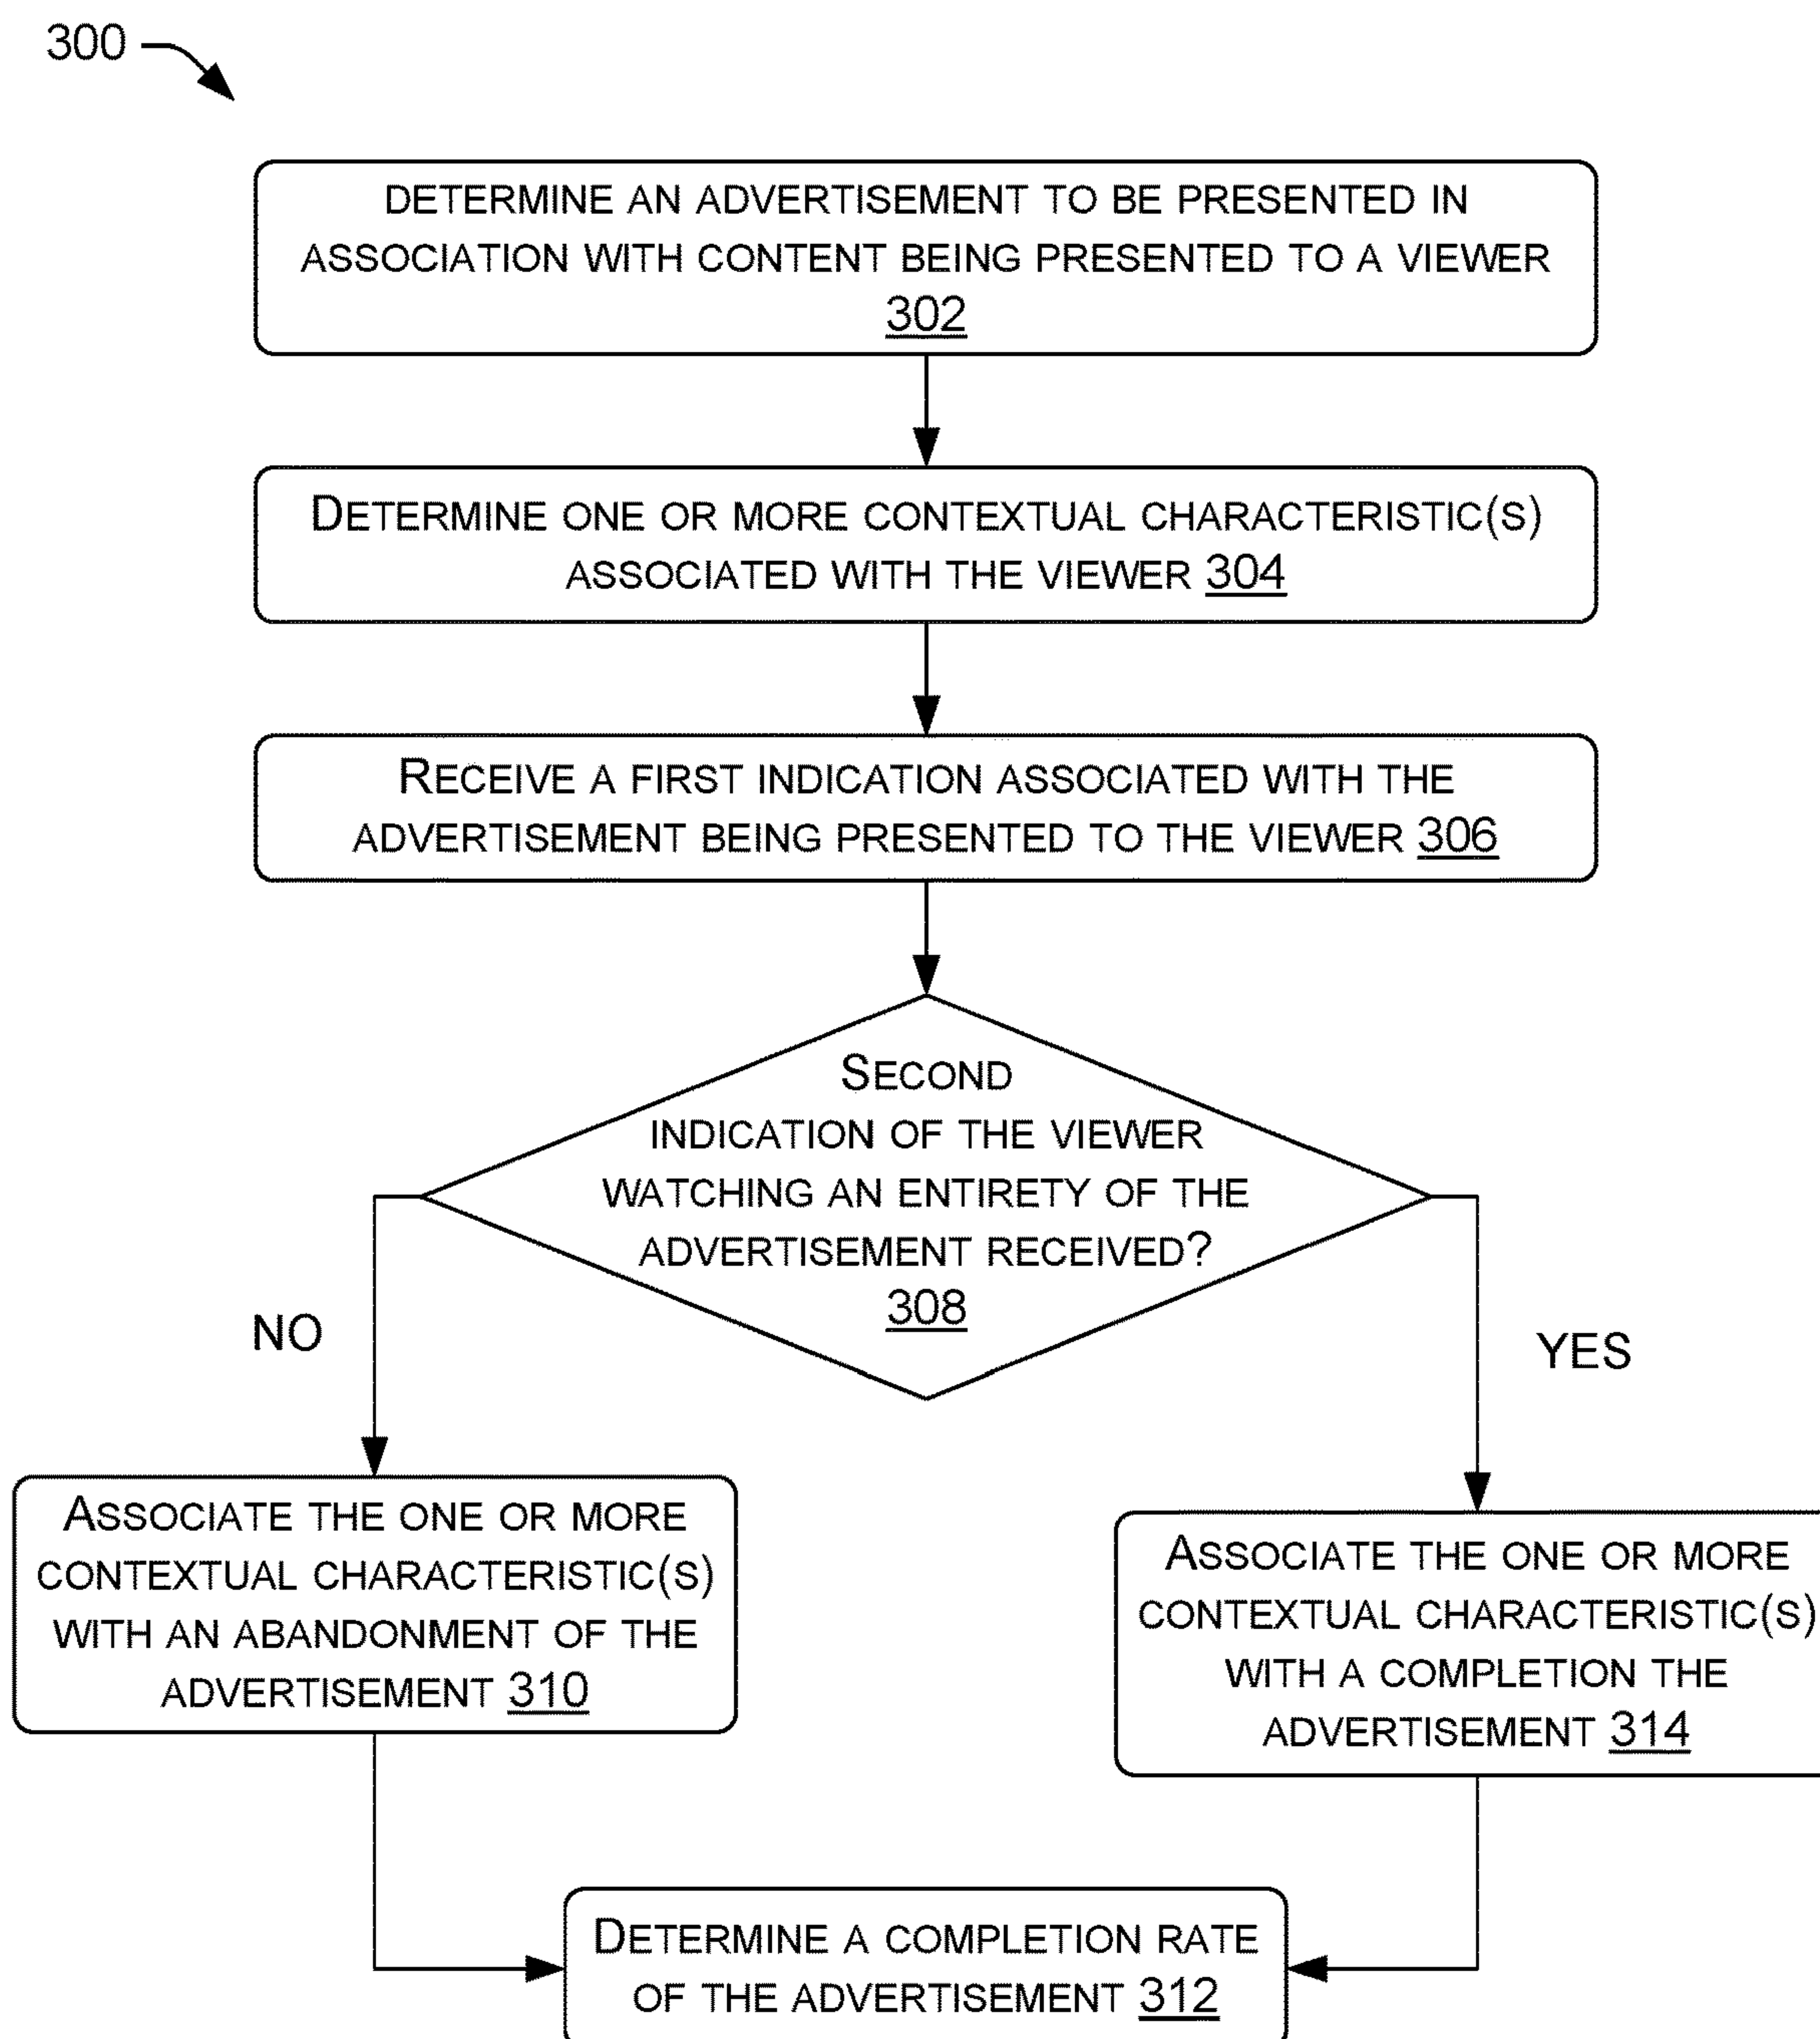 300
DETERMINE AN ADVERTISEMENT TO BE PRESENTED IN
ASSOCIATION WITH CONTENT BEING PRESENTED TO A VIEWER
302
DETERMINE ONE OR MORE CONTEXTUAL CHARACTERISTIC(S)
ASSOCIATED WITH THE VIEWER 304
RECEIVE A FIRST INDICATION ASSOCIATED WITH THE
ADVERTISEMENT BEING PRESENTED TO THE VIEWER 306
SECOND
INDICATION OF THE VIEWER
WATCHING AN ENTIRETY OF THE
ADVERTISEMENT RECEIVED?
308
NO
YES
ASSOCIATE THE ONE OR MORE
CONTEXTUAL CHARACTERISTIC(S)
WITH AN ABANDONMENT OF THE
ADVERTISEMENT 310
ASSOCIATE THE ONE OR MORE
CONTEXTUAL CHARACTERISTIC(S)
WITH A COMPLETION THE
ADVERTISEMENT 314
DETERMINE A COMPLETION RATE
OF THE ADVERTISEMENT 312